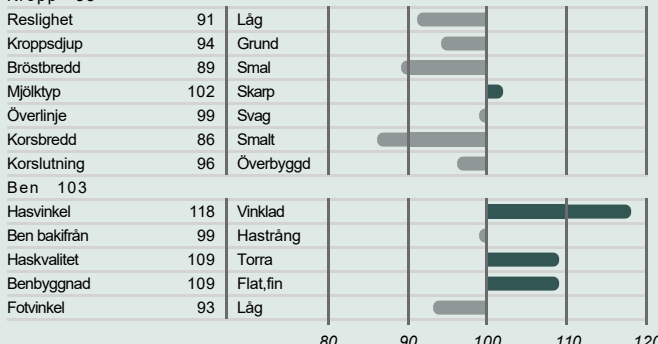 Reslighet 91 Låg
Kroppsdjup 94 Grund
Bröstbredd 89 Smal
Mjölktyp 102 Skarp
Överlinje 99 Svag
Korsbredd 86 Smalt
Korslutning 96 Överbyggd
Ben 103
Hasvinkel 118 Vinklad
Ben bakifrån 99 Hastrång
Haskvalitet 109 Torra
Benbyggnad 109 Flat,fin
Fotvinkel 93 Låg
80 90 100 110 120